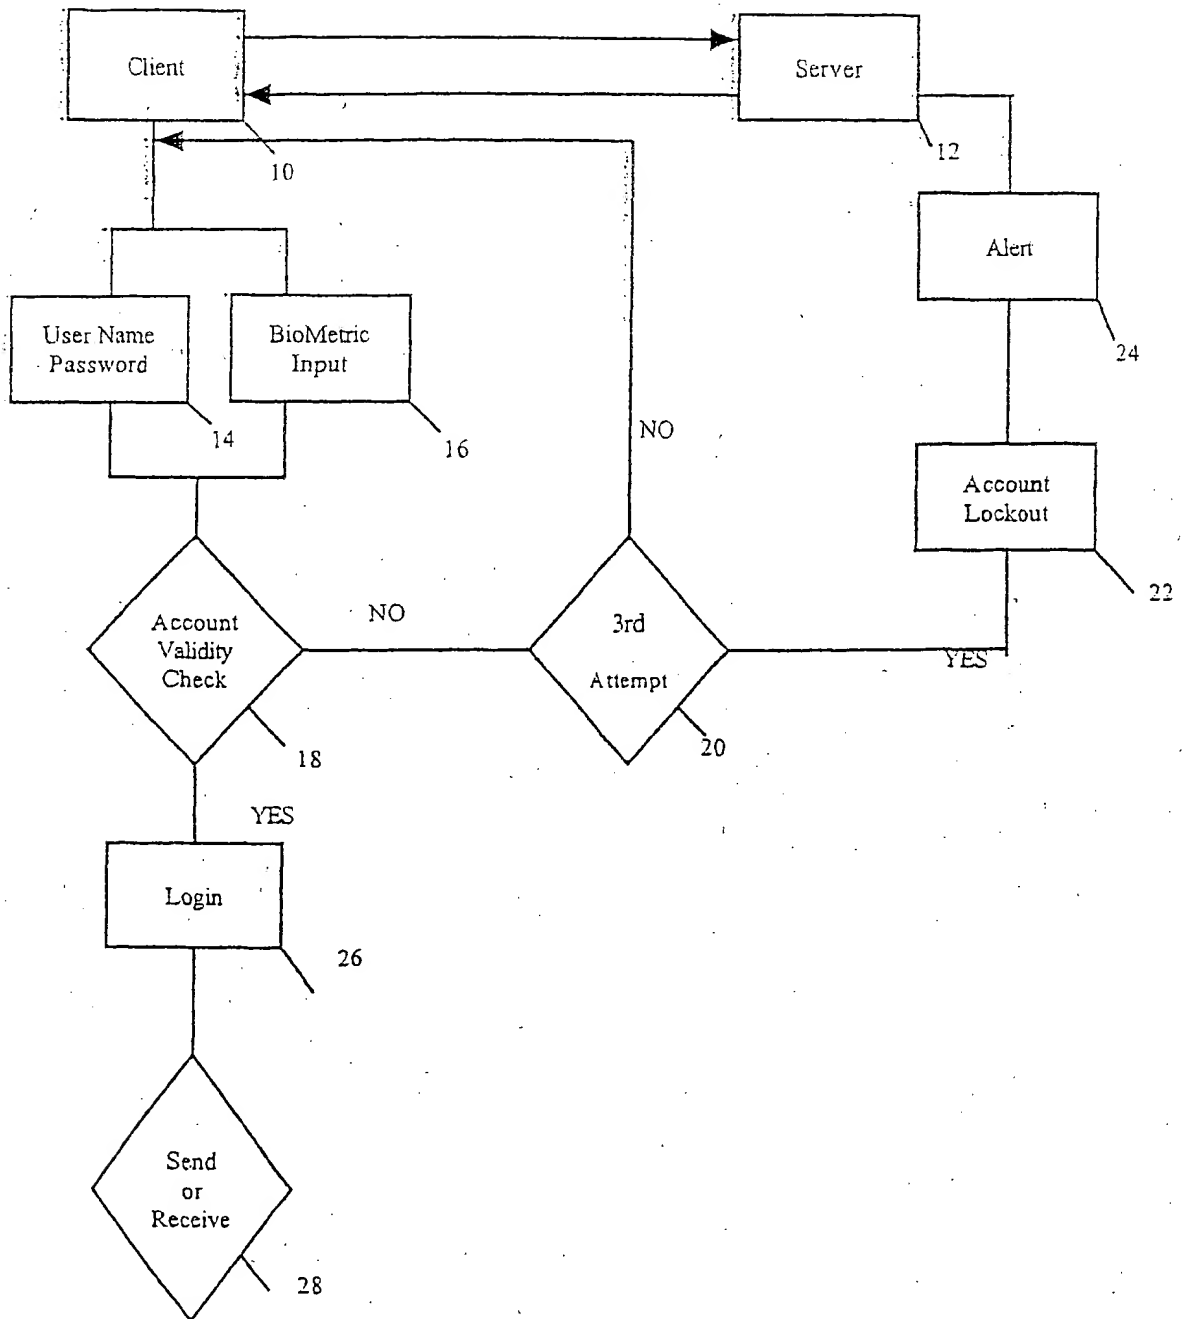 Client
Server
10
12
Alert
24
User Name
Password
14
BioMetric
Input
16
NO
Account
Lockout
22
Account
Validity
Check
18
NO
3rd
Attempt
20
YES
YES
Login
26
Send
or
Receive
28